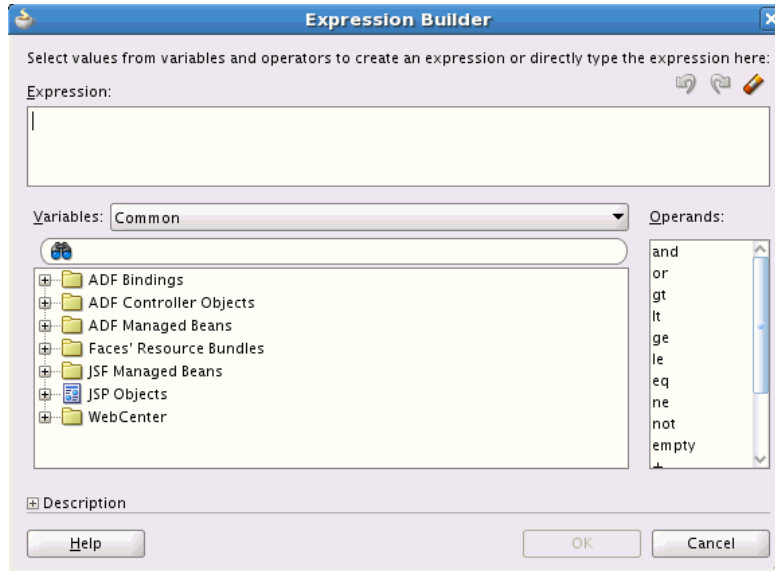 Expression Builder
Select values from variables and operators to create an expression or directly type the expression here:
Expression:
Variables: Common
Operands:
ADF Bindings
ADF Controller Objects
ADF Managed Beans
Faces' Resource Bundles
JSF Managed Beans
JSP Objects
WebCenter
and
or
gt
lt
ge
le
eq
ne
not
empty
+
Description
Help
OK
Cancel